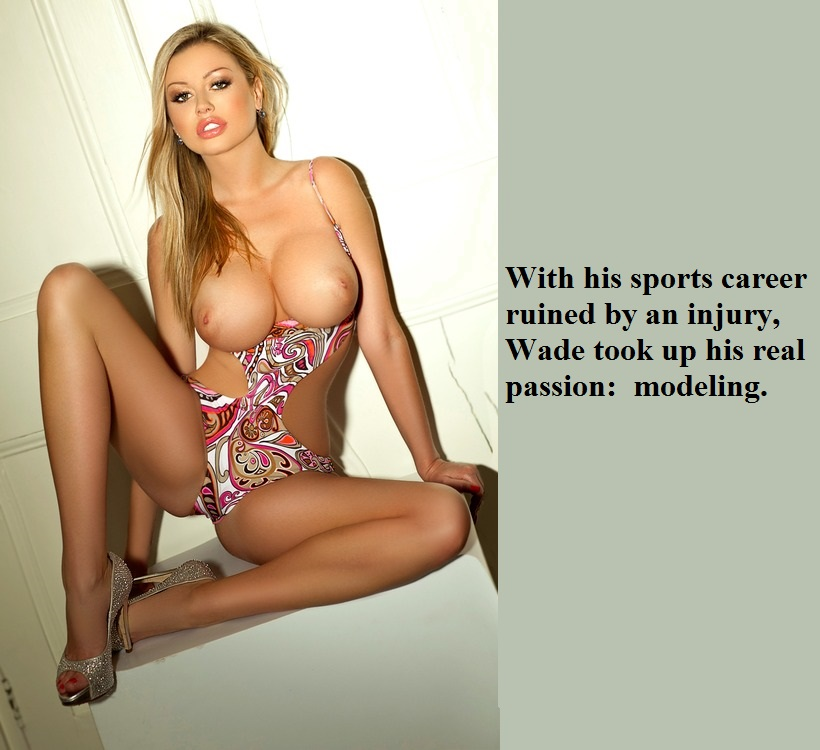 With his sports career
ruined by an injury,
Wade took up his real
passion:  modeling.